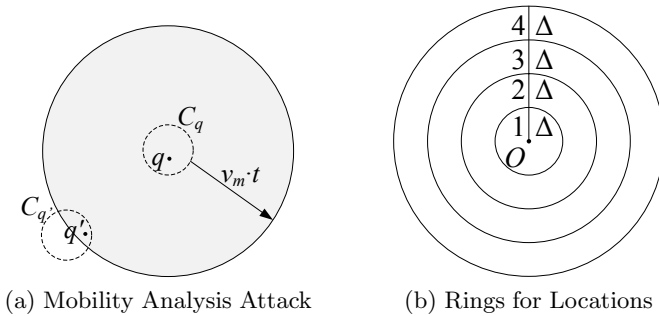 C_q
q
v_m·t
C_q'
q'
(a) Mobility Analysis Attack
4 Δ
3 Δ
2 Δ
1 Δ
O
(b) Rings for Locations